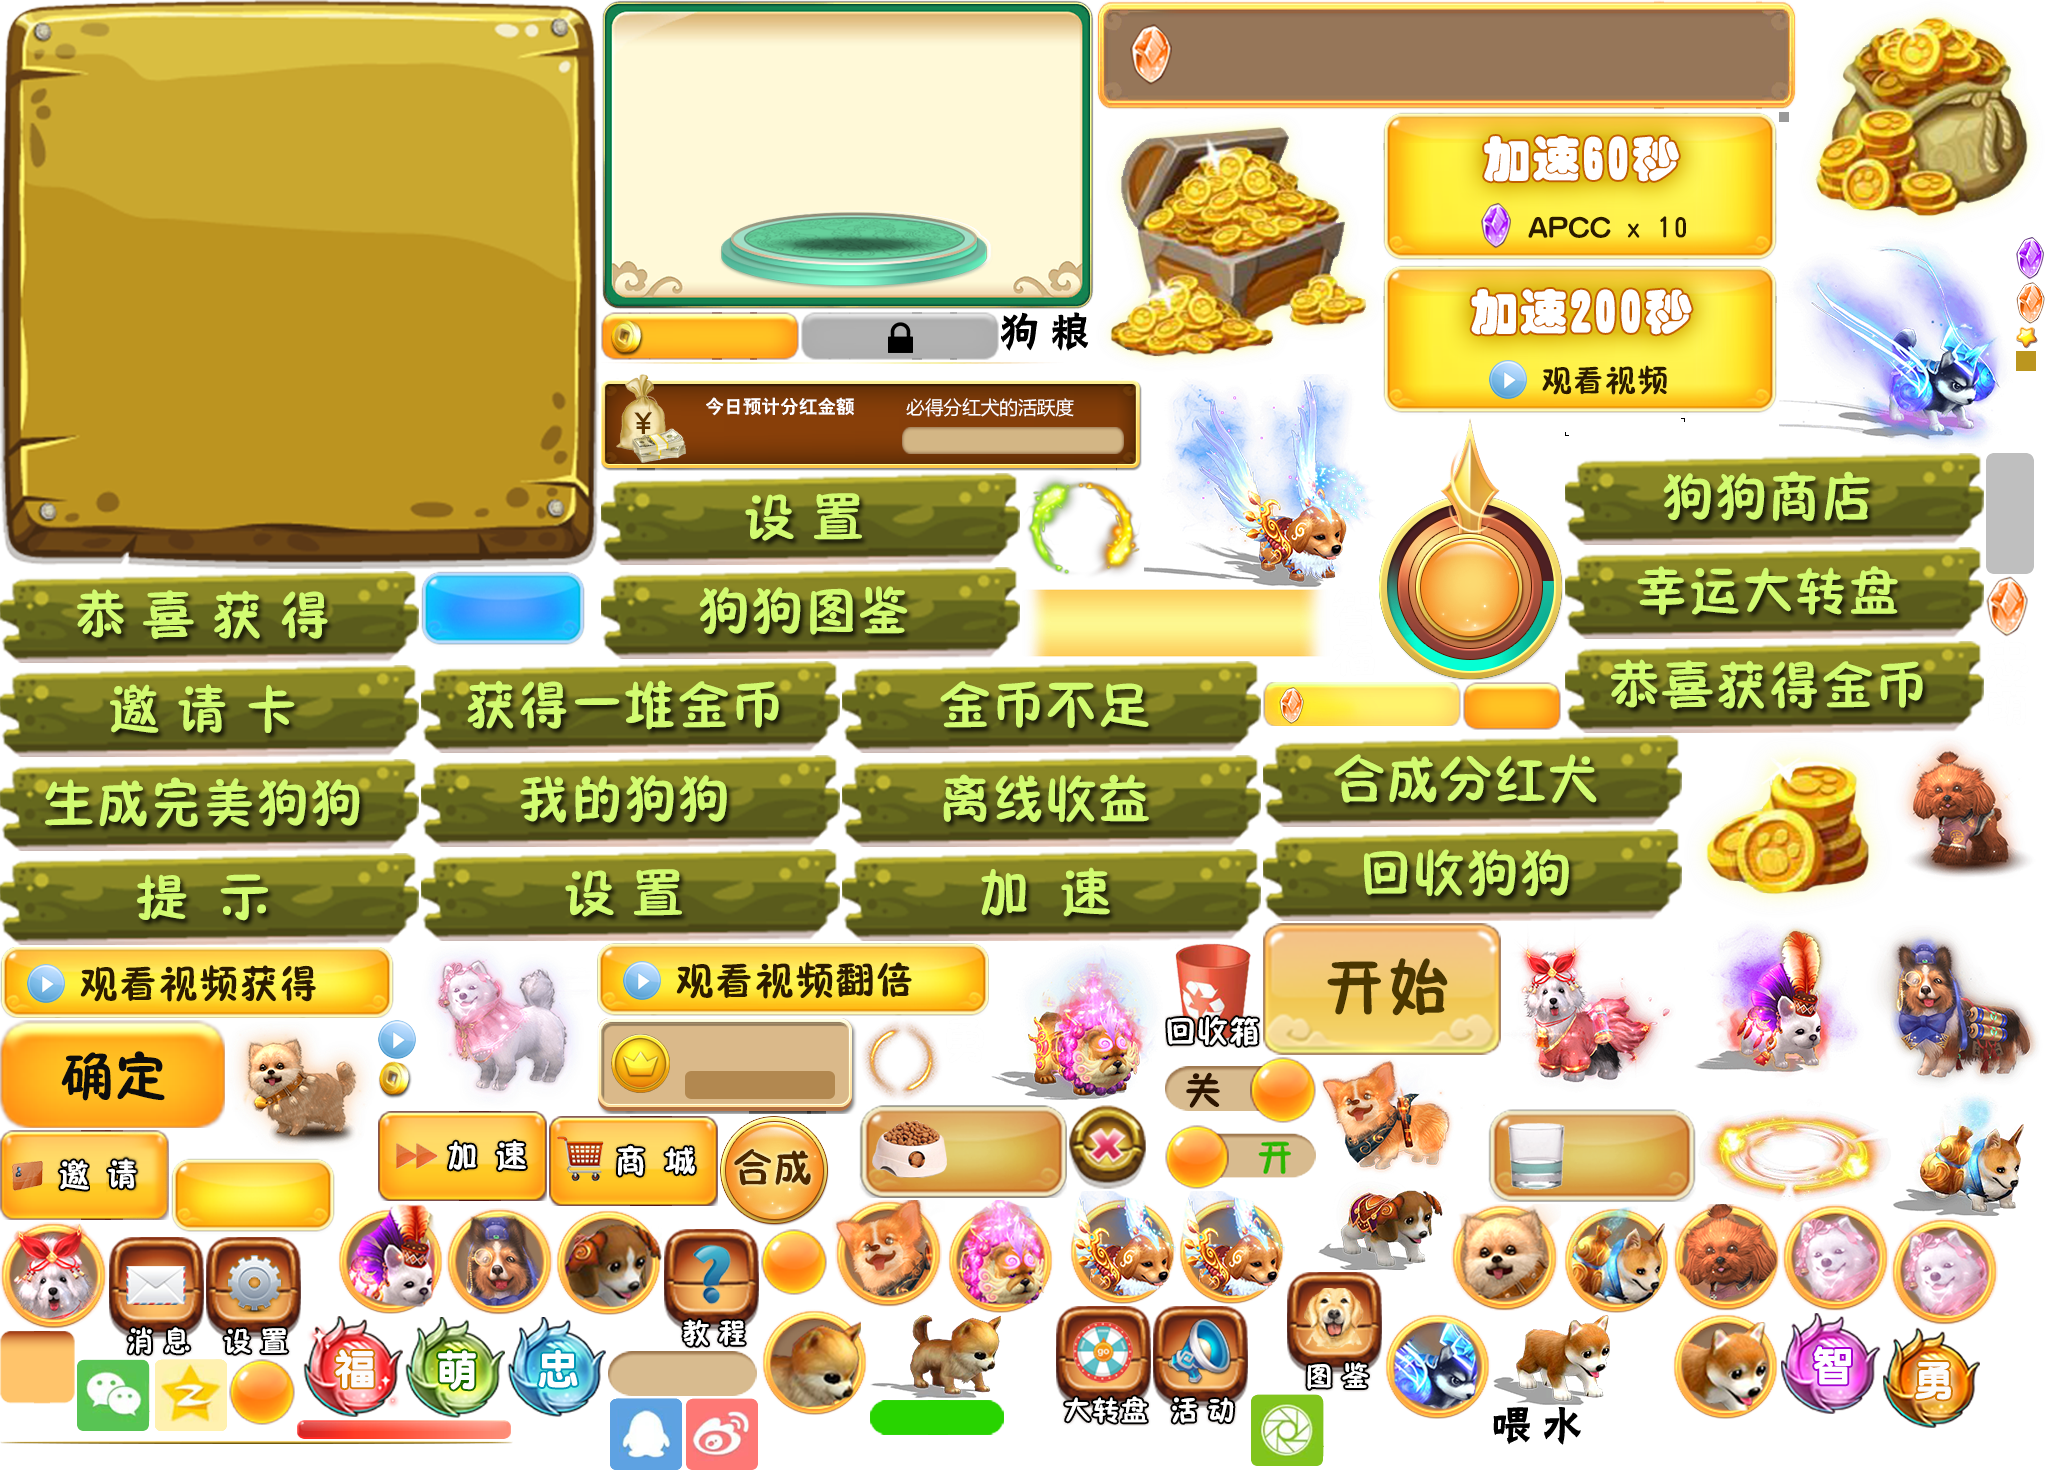 加速60秒
APCC x 10
加速200秒
观看视频
狗 粮
¥
今日预计分红金额
必得分红犬的活跃度
设 置
狗狗商店
恭 喜 获 得
狗狗图鉴
幸运大转盘
邀 请 卡
获得一堆金币
金币不足
恭喜获得金币
生成完美狗狗
我的狗狗
离线收益
合成分红犬
提 示
设 置
加 速
回收狗狗
观看视频获得
观看视频翻倍
回收箱
开始
确定
关
邀 请
加 速
商 城
合成
开
消息
设置
教程
福
萌
忠
go
大转盘
活动
图鉴
喂 水
智
勇